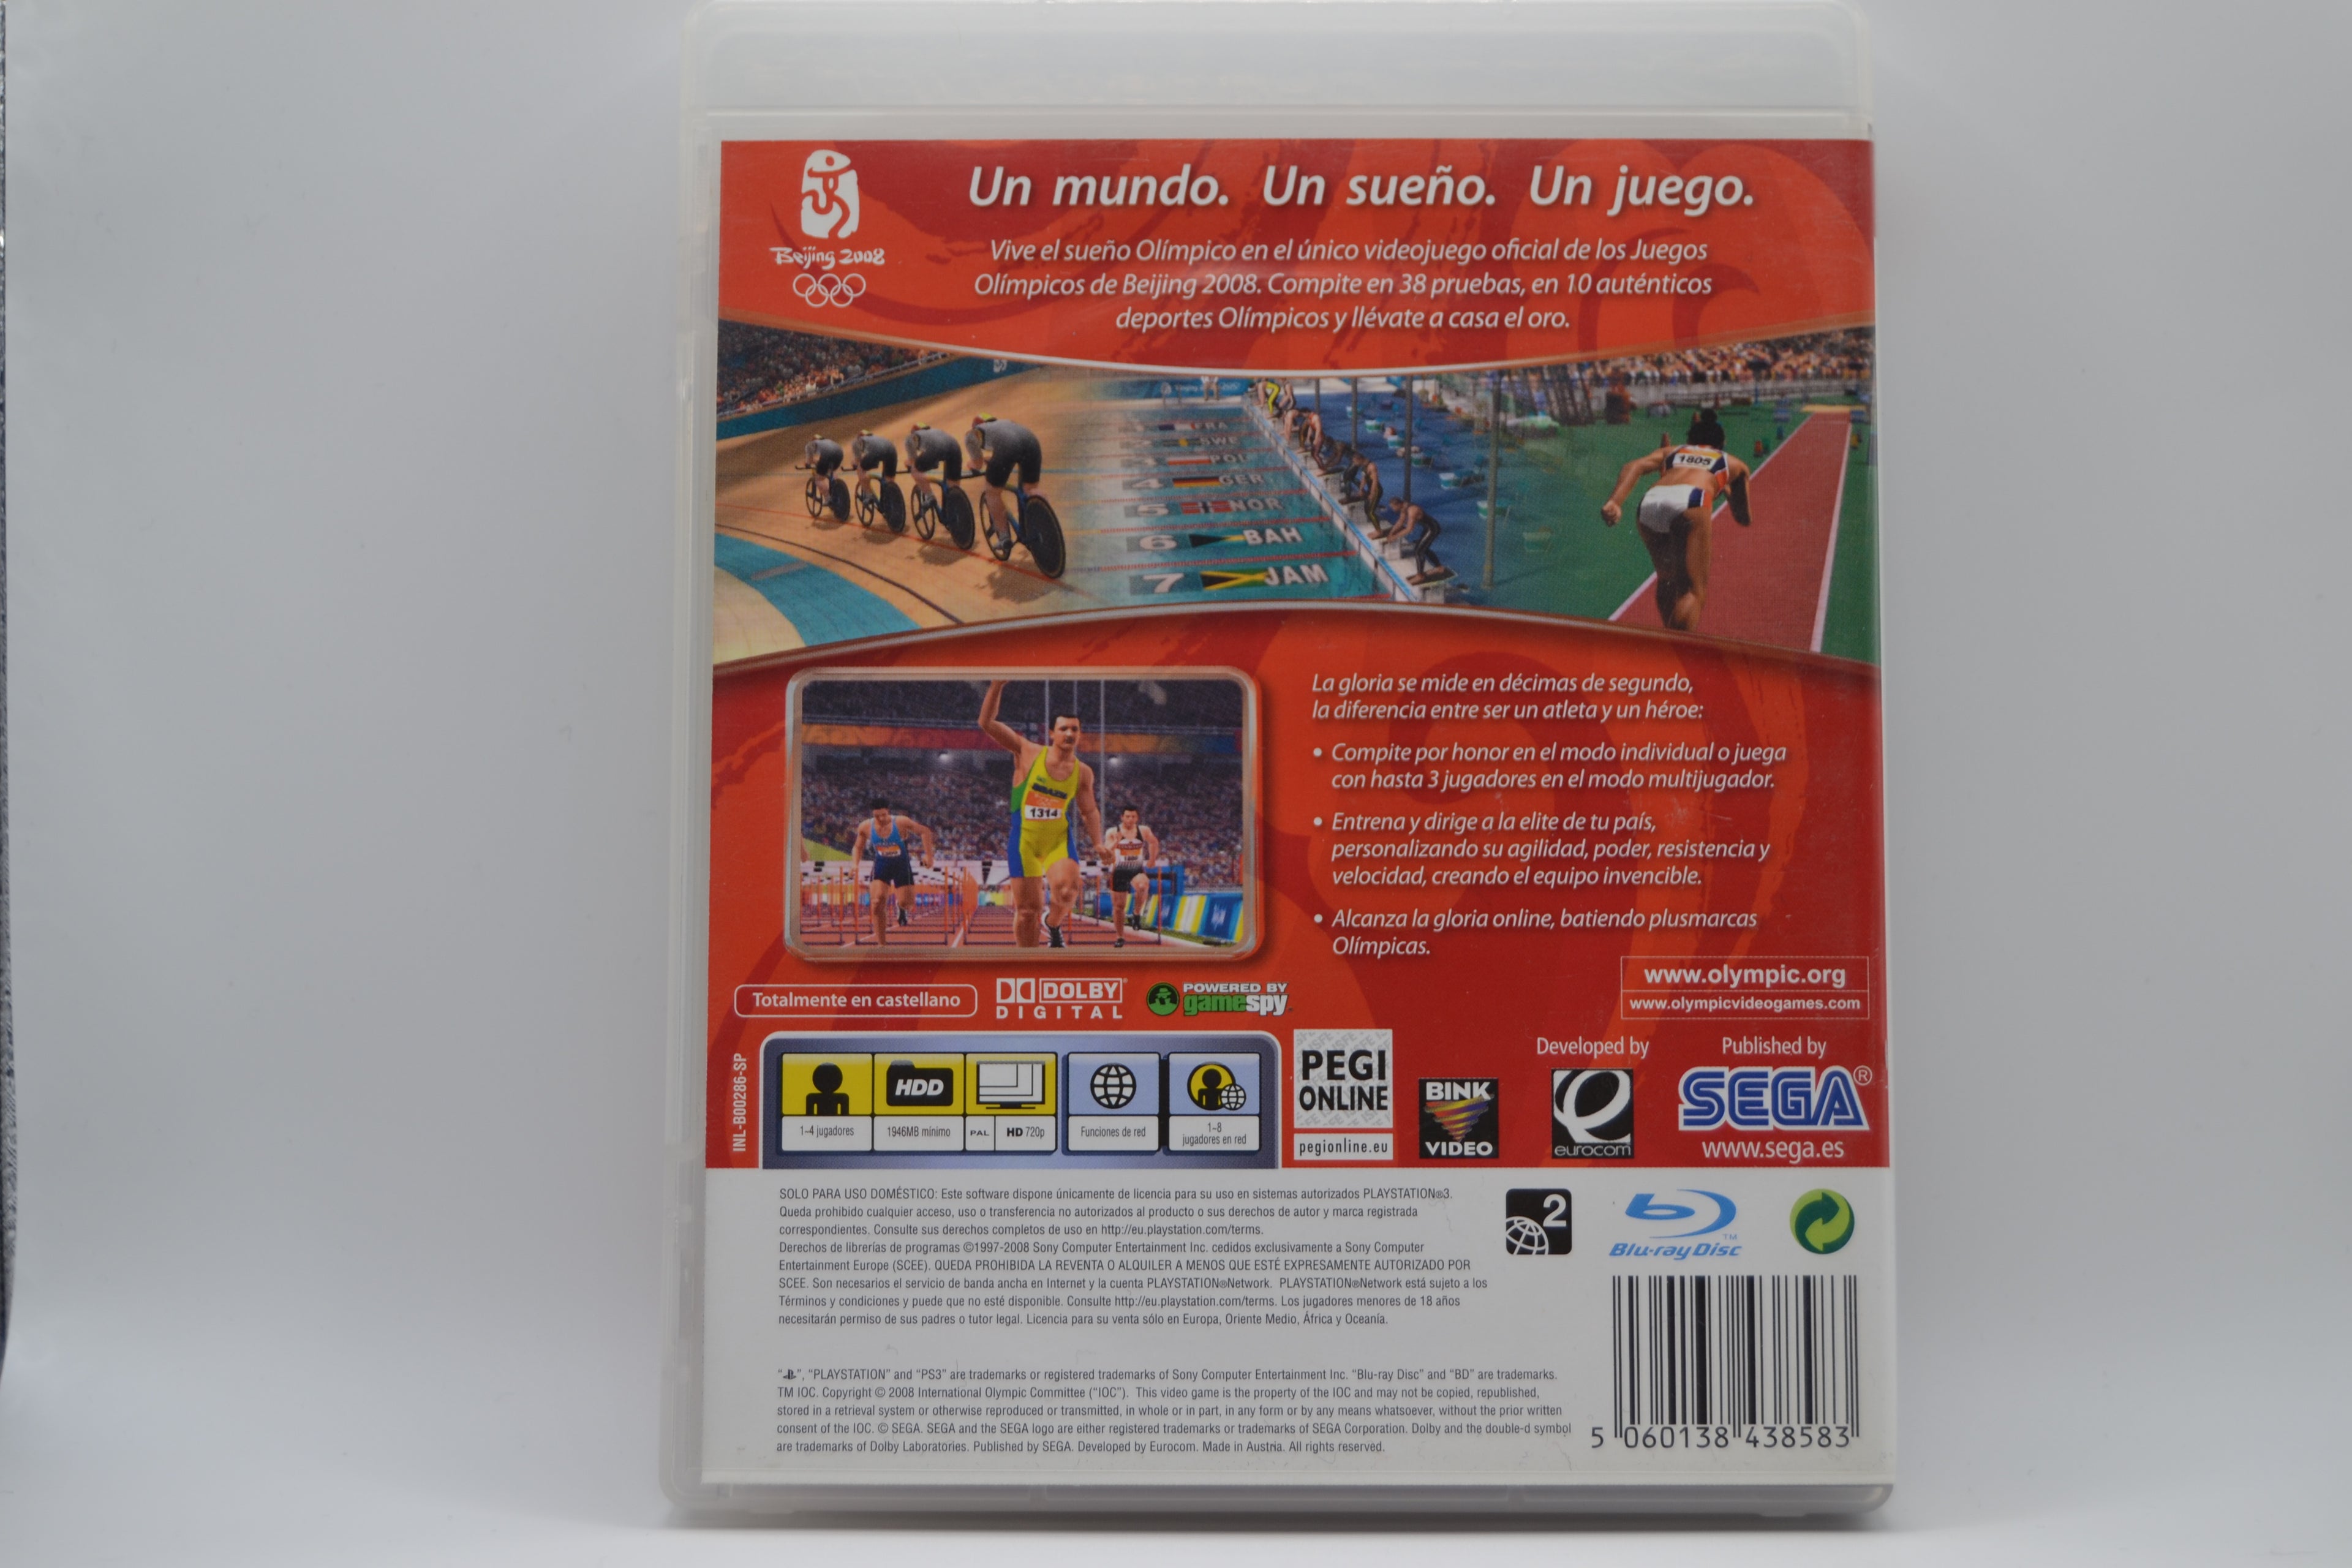 Beijing 2008
Un mundo. Un sueño. Un juego.
Vive el sueño Olímpico en el único videojuego oficial de los Juegos
Olímpicos de Beijing 2008. Compite en 38 pruebas, en 10 auténticos
deportes Olímpicos y llévate a casa el oro.
FRA
SWE
POL
4 GER
5 NOR
6 BAH
7 JAM
1805
1314
La gloria se mide en décimas de segundo,
la diferencia entre ser un atleta y un héroe:
• Compite por honor en el modo individual o juega
con hasta 3 jugadores en el modo multijugador.
• Entrena y dirige a la elite de tu país,
personalizando su agilidad, poder, resistencia y
velocidad, creando el equipo invencible.
• Alcanza la gloria online, batiendo plusmarcas
Olímpicas.
www.olympic.org
www.olympicvideogames.com
Totalmente en castellano
DOLBY
DIGITAL
POWERED BY
gamespy
INL-B00286-SP
1-4 jugadores
HDD
1946MB mínimo
PAL
HD 720p
Funciones de red
1-8
jugadores en red
PEGI
ONLINE
pegionline.eu
BINK
VIDEO
Developed by
eurocom
Published by
SEGA®
www.sega.es
SOLO PARA USO DOMÉSTICO: Este software dispone únicamente de licencia para su uso en sistemas autorizados PLAYSTATION®3.
Queda prohibido cualquier acceso, uso o transferencia no autorizados al producto o sus derechos de autor y marca registrada
correspondientes. Consulte sus derechos completos de uso en http://eu.playstation.com/terms.
Derechos de librerías de programas ©1997-2008 Sony Computer Entertainment Inc. cedidos exclusivamente a Sony Computer
Entertainment Europe (SCEE). QUEDA PROHIBIDA LA REVENTA O ALQUILER A MENOS QUE ESTÉ EXPRESAMENTE AUTORIZADO POR
SCEE. Son necesarios el servicio de banda ancha en Internet y la cuenta PLAYSTATION®Network. PLAYSTATION®Network está sujeto a los
Términos y condiciones y puede que no esté disponible. Consulte http://eu.playstation.com/terms. Los jugadores menores de 18 años
necesitarán permiso de sus padres o tutor legal. Licencia para su venta sólo en Europa, Oriente Medio, África y Oceanía.
2
Blu-ray Disc
TM
"", "PLAYSTATION" and "PS3" are trademarks or registered trademarks of Sony Computer Entertainment Inc. "Blu-ray Disc" and "BD" are trademarks.
TM IOC. Copyright © 2008 International Olympic Committee ("IOC"). This video game is the property of the IOC and may not be copied, republished,
stored in a retrieval system or otherwise reproduced or transmitted, in whole or in part, in any form or by any means whatsoever, without the prior written
consent of the IOC. © SEGA. SEGA and the SEGA logo are either registered trademarks or trademarks of SEGA Corporation. Dolby and the double-d symbol
are trademarks of Dolby Laboratories. Published by SEGA. Developed by Eurocom. Made in Austria. All rights reserved.
5 060138 438583